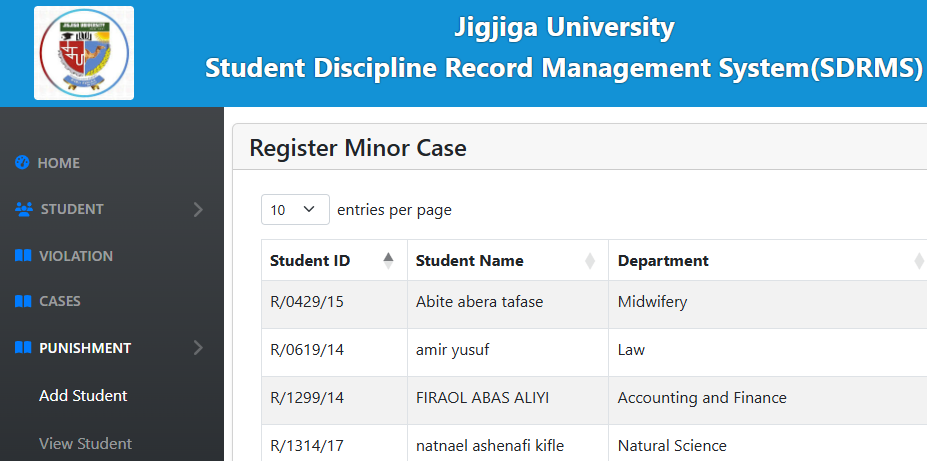 JIGJIGA UNIVERSITY
Jigjiga University
Student Discipline Record Management System(SDRMS)
HOME
STUDENT
VIOLATION
CASES
PUNISHMENT
Add Student
View Student
Register Minor Case
10 entries per page
Student ID Student Name Department
R/0429/15 Abite abera tafase Midwifery
R/0619/14 amir yusuf Law
R/1299/14 FIRAOL ABAS ALIYI Accounting and Finance
R/1314/17 natnael ashenafi kifle Natural Science